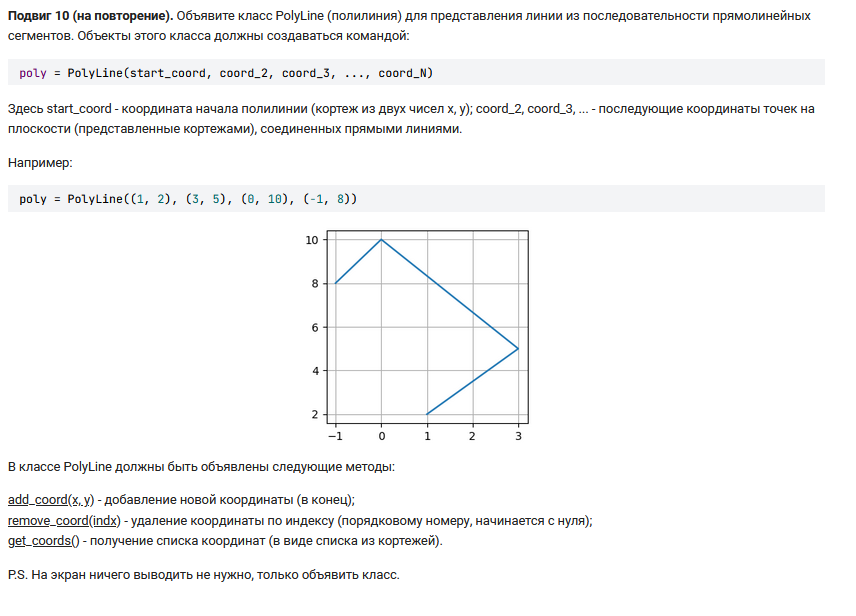 Подвиг 10 (на повторение). Объявите класс PolyLine (полилиния) для представления линии из последовательности прямолинейных
сегментов. Объекты этого класса должны создаваться командой:
poly = PolyLine(start_coord, coord_2, coord_3, ..., coord_N)
Здесь start_coord - координата начала полилинии (кортеж из двух чисел x, y); coord_2, coord_3, ... - последующие координаты точек на
плоскости (представленные кортежами), соединенных прямыми линиями.
Например:
poly = PolyLine((1, 2), (3, 5), (0, 10), (-1, 8))
10
8
6
4
2
−1 0 1 2 3
В классе PolyLine должны быть объявлены следующие методы:
add_coord(x, y) - добавление новой координаты (в конец);
remove_coord(indx) - удаление координаты по индексу (порядковому номеру, начинается с нуля);
get_coords() - получение списка координат (в виде списка из кортежей).
P.S. На экран ничего выводить не нужно, только объявить класс.